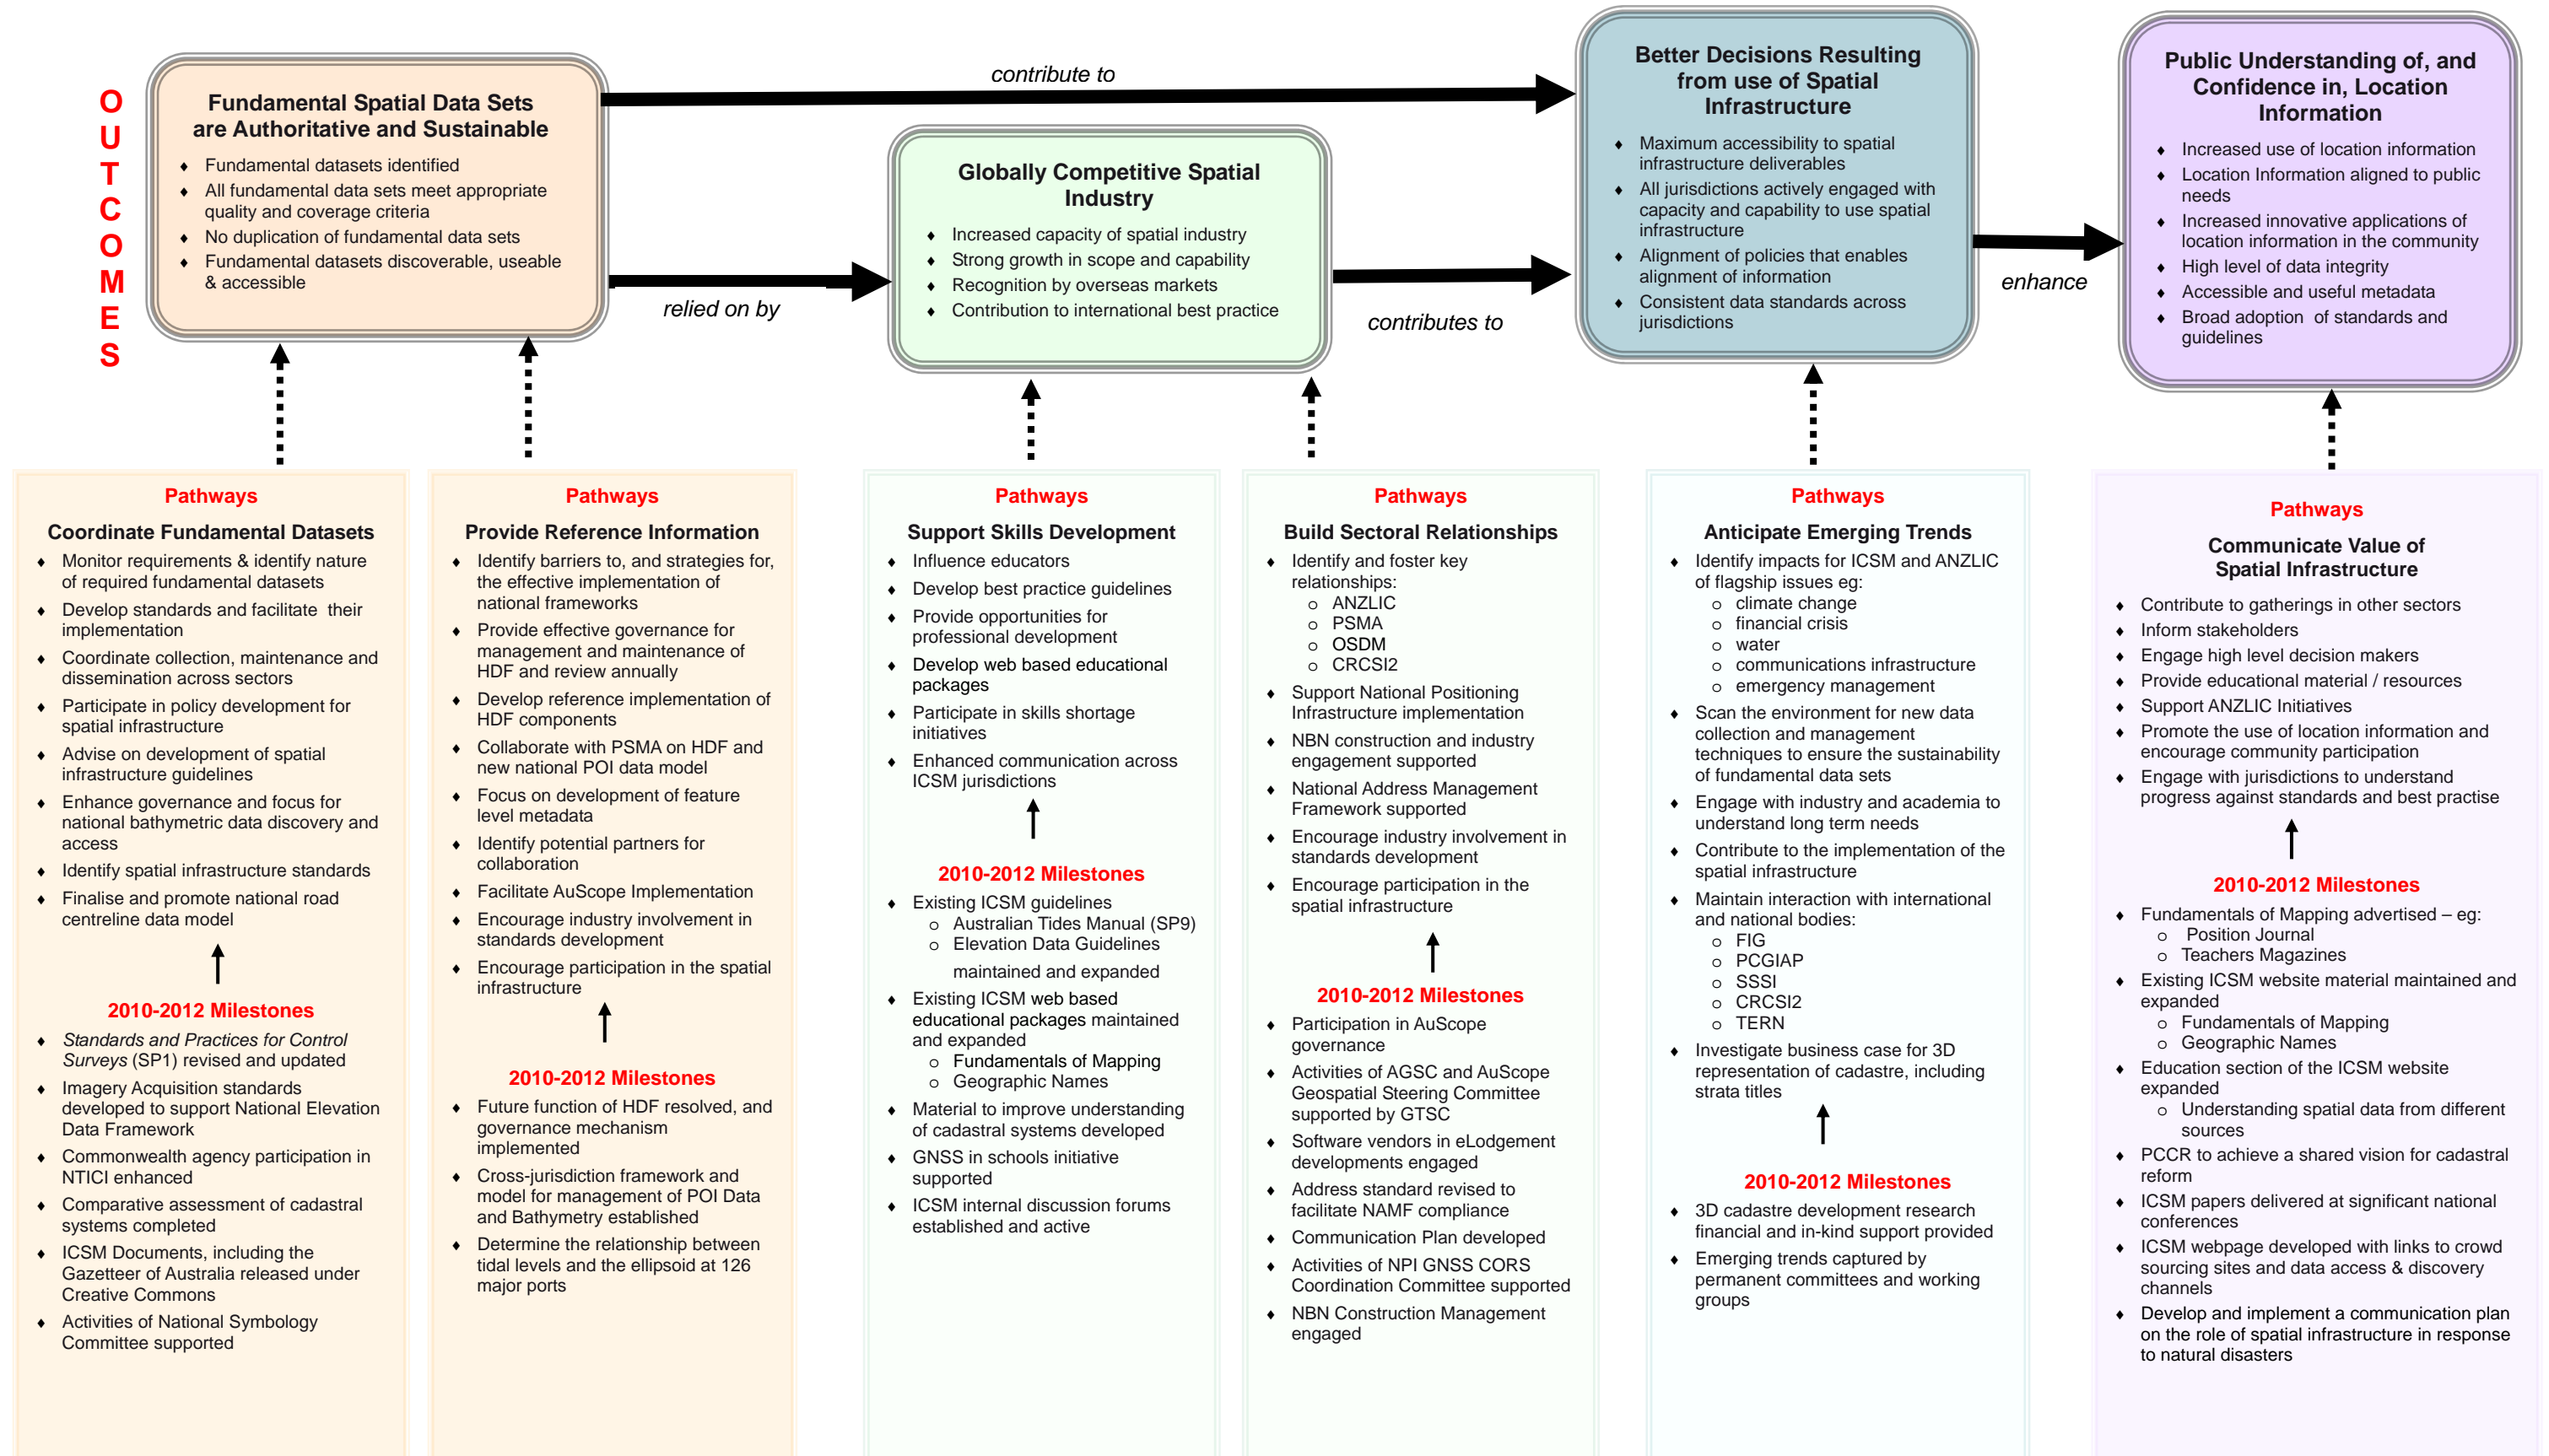 OUTCOMES
Fundamental Spatial Data Sets
are Authoritative and Sustainable
♦ Fundamental datasets identified
♦ All fundamental data sets meet appropriate
quality and coverage criteria
♦ No duplication of fundamental data sets
♦ Fundamental datasets discoverable, useable
& accessible
contribute to
relied on by
Globally Competitive Spatial
Industry
♦ Increased capacity of spatial industry
♦ Strong growth in scope and capability
♦ Recognition by overseas markets
♦ Contribution to international best practice
contributes to
Better Decisions Resulting
from use of Spatial
Infrastructure
♦ Maximum accessibility to spatial
infrastructure deliverables
♦ All jurisdictions actively engaged with
capacity and capability to use spatial
infrastructure
♦ Alignment of policies that enables
alignment of information
♦ Consistent data standards across
jurisdictions
enhance
Public Understanding of, and
Confidence in, Location
Information
♦ Increased use of location information
♦ Location Information aligned to public
needs
♦ Increased innovative applications of
location information in the community
♦ High level of data integrity
♦ Accessible and useful metadata
♦ Broad adoption of standards and
guidelines
Pathways
Coordinate Fundamental Datasets
♦ Monitor requirements & identify nature
of required fundamental datasets
♦ Develop standards and facilitate their
implementation
♦ Coordinate collection, maintenance and
dissemination across sectors
♦ Participate in policy development for
spatial infrastructure
♦ Advise on development of spatial
infrastructure guidelines
♦ Enhance governance and focus for
national bathymetric data discovery and
access
♦ Identify spatial infrastructure standards
♦ Finalise and promote national road
centreline data model
2010-2012 Milestones
♦ Standards and Practices for Control
Surveys (SP1) revised and updated
♦ Imagery Acquisition standards
developed to support National Elevation
Data Framework
♦ Commonwealth agency participation in
NTICI enhanced
♦ Comparative assessment of cadastral
systems completed
♦ ICSM Documents, including the
Gazetteer of Australia released under
Creative Commons
♦ Activities of National Symbology
Committee supported
Pathways
Provide Reference Information
♦ Identify barriers to, and strategies for,
the effective implementation of
national frameworks
♦ Provide effective governance for
management and maintenance of
HDF and review annually
♦ Develop reference implementation of
HDF components
♦ Collaborate with PSMA on HDF and
new national POI data model
♦ Focus on development of feature
level metadata
♦ Identify potential partners for
collaboration
♦ Facilitate AuScope Implementation
♦ Encourage industry involvement in
standards development
♦ Encourage participation in the spatial
infrastructure
2010-2012 Milestones
♦ Future function of HDF resolved, and
governance mechanism
implemented
♦ Cross-jurisdiction framework and
model for management of POI Data
and Bathymetry established
♦ Determine the relationship between
tidal levels and the ellipsoid at 126
major ports
Pathways
Support Skills Development
♦ Influence educators
♦ Develop best practice guidelines
♦ Provide opportunities for
professional development
♦ Develop web based educational
packages
♦ Participate in skills shortage
initiatives
♦ Enhanced communication across
ICSM jurisdictions
2010-2012 Milestones
♦ Existing ICSM guidelines
o Australian Tides Manual (SP9)
o Elevation Data Guidelines
maintained and expanded
♦ Existing ICSM web based
educational packages maintained
and expanded
o Fundamentals of Mapping
o Geographic Names
♦ Material to improve understanding
of cadastral systems developed
♦ GNSS in schools initiative
supported
♦ ICSM internal discussion forums
established and active
Pathways
Build Sectoral Relationships
♦ Identify and foster key
relationships:
o ANZLIC
o PSMA
o OSDM
o CRCSI2
♦ Support National Positioning
Infrastructure implementation
♦ NBN construction and industry
engagement supported
♦ National Address Management
Framework supported
♦ Encourage industry involvement in
standards development
♦ Encourage participation in the
spatial infrastructure
2010-2012 Milestones
♦ Participation in AuScope
governance
♦ Activities of AGSC and AuScope
Geospatial Steering Committee
supported by GTSC
♦ Software vendors in eLodgement
developments engaged
♦ Address standard revised to
facilitate NAMF compliance
♦ Communication Plan developed
♦ Activities of NPI GNSS CORS
Coordination Committee supported
♦ NBN Construction Management
engaged
Pathways
Anticipate Emerging Trends
♦ Identify impacts for ICSM and ANZLIC
of flagship issues eg:
o climate change
o financial crisis
o water
o communications infrastructure
o emergency management
♦ Scan the environment for new data
collection and management
techniques to ensure the sustainability
of fundamental data sets
♦ Engage with industry and academia to
understand long term needs
♦ Contribute to the implementation of the
spatial infrastructure
♦ Maintain interaction with international
and national bodies:
o FIG
o PCGIAP
o SSSI
o CRCSI2
o TERN
♦ Investigate business case for 3D
representation of cadastre, including
strata titles
2010-2012 Milestones
♦ 3D cadastre development research
financial and in-kind support provided
♦ Emerging trends captured by
permanent committees and working
groups
Pathways
Communicate Value of
Spatial Infrastructure
♦ Contribute to gatherings in other sectors
♦ Inform stakeholders
♦ Engage high level decision makers
♦ Provide educational material / resources
♦ Support ANZLIC Initiatives
♦ Promote the use of location information and
encourage community participation
♦ Engage with jurisdictions to understand
progress against standards and best practise
2010-2012 Milestones
♦ Fundamentals of Mapping advertised – eg:
o Position Journal
o Teachers Magazines
♦ Existing ICSM website material maintained and
expanded
o Fundamentals of Mapping
o Geographic Names
♦ Education section of the ICSM website
expanded
o Understanding spatial data from different
sources
♦ PCCR to achieve a shared vision for cadastral
reform
♦ ICSM papers delivered at significant national
conferences
♦ ICSM webpage developed with links to crowd
sourcing sites and data access & discovery
channels
♦ Develop and implement a communication plan
on the role of spatial infrastructure in response
to natural disasters